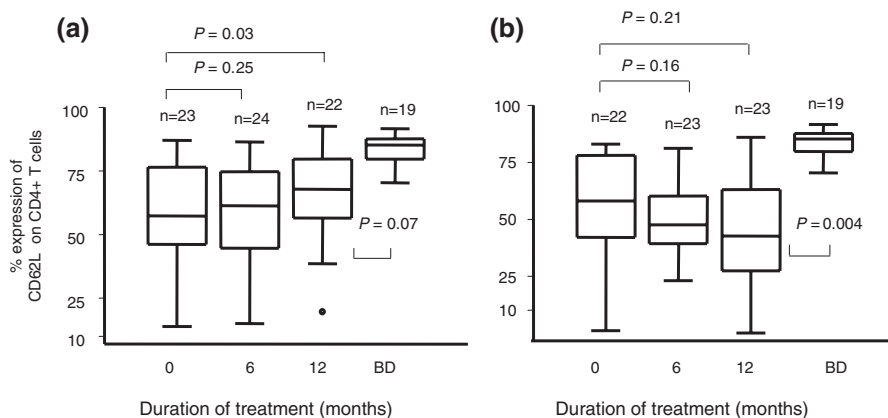 (a)
P = 0.03
P = 0.25
n=23
n=24
n=22
n=19
100
75
50
25
10
% expression of
CD62L on CD4+ T cells
P = 0.07
0
6
12
BD
Duration of treatment (months)
(b)
P = 0.21
P = 0.16
n=22
n=23
n=23
n=19
100
75
50
25
10
P = 0.004
0
6
12
BD
Duration of treatment (months)